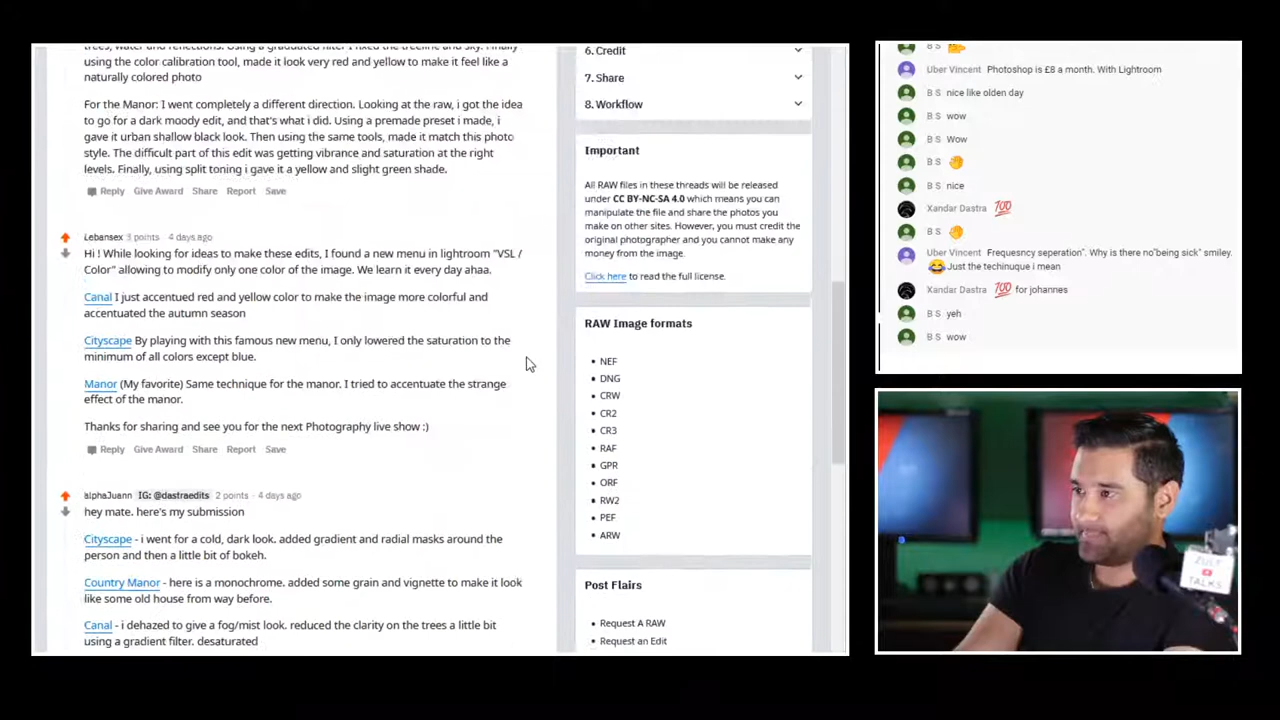 trees, water and reflections. Using a graduated filter I fixed the treeline and sky. Finally
using the color calibration tool, made it look very red and yellow to make it feel like a
naturally colored photo
For the Manor: I went completely a different direction. Looking at the raw, i got the idea
to go for a dark moody edit, and that's what i did. Using a premade preset i made, i
gave it urban shallow black look. Then using the same tools, made it match this photo
style. The difficult part of this edit was getting vibrance and saturation at the right
levels. Finally, using split toning i gave it a yellow and slight green shade.
Reply Give Award Share Report Save
Lebansex 3 points · 4 days ago
Hi ! While looking for ideas to make these edits, I found a new menu in lightroom "VSL /
Color" allowing to modify only one color of the image. We learn it every day ahaa.
Canal I just accentued red and yellow color to make the image more colorful and
accentuated the autumn season
Cityscape By playing with this famous new menu, I only lowered the saturation to the
minimum of all colors except blue.
Manor (My favorite) Same technique for the manor. I tried to accentuate the strange
effect of the manor.
Thanks for sharing and see you for the next Photography live show :)
Reply Give Award Share Report Save
alphaJuann IG: @dastraedits 2 points · 4 days ago
hey mate. here's my submission
Cityscape - i went for a cold, dark look. added gradient and radial masks around the
person and then a little bit of bokeh.
Country Manor - here is a monochrome. added some grain and vignette to make it look
like some old house from way before.
Canal - i dehazed to give a fog/mist look. reduced the clarity on the trees a little bit
using a gradient filter. desaturated
6. Credit
7. Share
8. Workflow
Important
All RAW files in these threads will be released
under CC BY-NC-SA 4.0 which means you can
manipulate the file and share the photos you
make on other sites. However, you must credit the
original photographer and you cannot make any
money from the image.
Click here to read the full license.
RAW Image formats
• NEF
• DNG
• CRW
• CR2
• CR3
• RAF
• GPR
• ORF
• RW2
• PEF
• ARW
Post Flairs
• Request A RAW
• Request an Edit
B S
Uber Vincent Photoshop is £8 a month. With Lightroom
B S nice like olden day
B S wow
B S Wow
B S
B S nice
Xandar Dastra 💯
B S
Uber Vincent Frequesncy seperation". Why is there no"being sick" smiley.
😂Just the techinuqe i mean
Xandar Dastra 💯 for johannes
B S yeh
B S wow
ZULF
TALKS